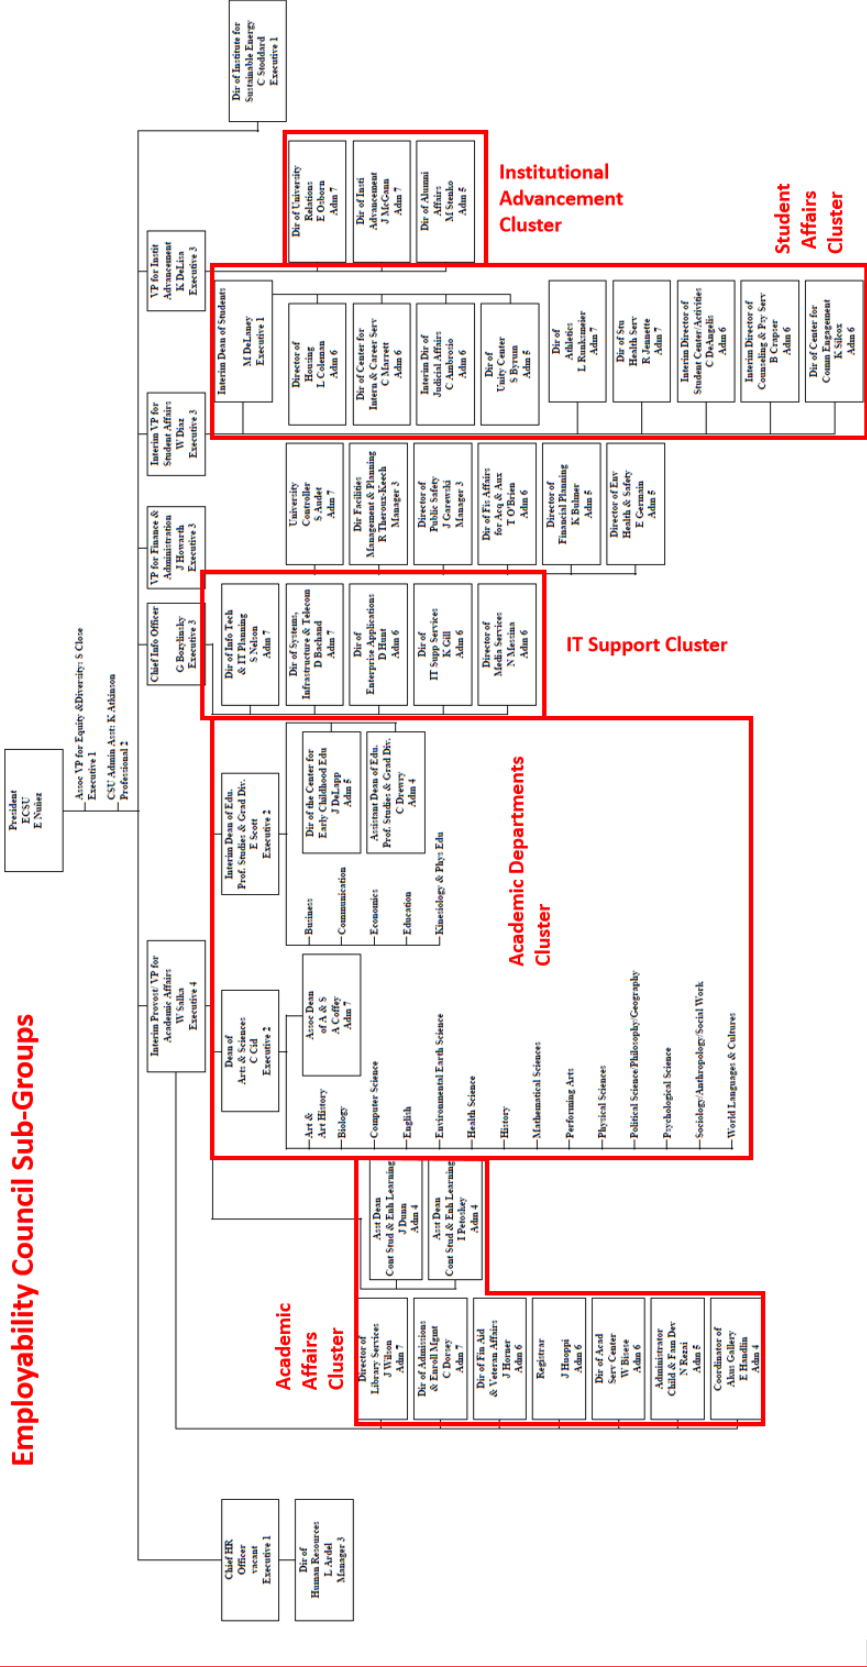 Employability Council Sub-Groups
President
ECSU
E Nuñez
Assoc VP for Equity &Diversity: S Close
Executive 1
CSU Admin Asst: K Atkinson
Professional 2
Chief HR
Officer
vacant
Executive 1
Dir of
Human Resources
L Ardel
Manager 3
Interim Provost/ VP for
Academic Affairs
W Salka
Executive 4
Academic
Affairs
Cluster
Director of
Library Services
J Wilson
Adm 7
Dir of Admissions
& Enroll Mgmt
C Dorsey
Adm 7
Dir of Fin Aid
& Veteran Affairs
J Horner
Adm 6
Registrar
J Huoppi
Adm 6
Dir of Acad
Serv Center
W Bisese
Adm 6
Administrator
Child & Fam Dev
N Rezai
Adm 5
Coordinator of
Akus Gallery
E Handlin
Adm 4
Asst Dean
Cont Stud & Enh Learning
J Dunn
Adm 4
Asst Dean
Cont Stud & Enh Learning
I Petoskey
Adm 4
Dean of
Arts & Sciences
C Cid
Executive 2
Assoc Dean
of A & S
A Coffey
Adm 7
Art &
Art History
Biology
Computer Science
English
Environmental Earth Science
Health Science
History
Mathematical Sciences
Performing Arts
Physical Sciences
Political Science/Philosophy/Geography
Psychological Science
Sociology/Anthropology/Social Work
World Languages & Cultures
Interim Dean of Edu.
Prof. Studies & Grad Div.
E Scott
Executive 2
Business
Communication
Economics
Education
Kinesiology & Phys Edu
Dir of the Center for
Early Childhood Edu
J DeLapp
Adm 5
Assistant Dean of Edu.
Prof. Studies & Grad Div.
C Drewry
Adm 4
Academic Departments
Cluster
Chief Info Officer
G Bozylinsky
Executive 3
Dir of Info Tech
& IT Planning
S Nelson
Adm 7
Dir of Systems,
Infrastructure & Telecom
D Bachand
Adm 7
Dir of
Enterprise Applications
D Hunt
Adm 6
Dir of
IT Supp Services
K Gill
Adm 6
Director of
Media Services
N Messina
Adm 6
IT Support Cluster
VP for Finance &
Administration
J Howarth
Executive 3
University
Controller
S Audet
Adm 7
Dir Facilities
Management & Planning
R Theroux-Keech
Manager 3
Director of
Public Safety
J Garewski
Manager 3
Dir of Fis Affairs
for Acq & Aux
T O'Brien
Adm 6
Director of
Financial Planning
K Bulmer
Adm 5
Director of Env
Health & Safety
E Germain
Adm 5
Interim VP for
Student Affairs
W Diaz
Executive 3
Interim Dean of Students
M DeLaney
Executive 1
Director of
Housing
L Coleman
Adm 6
Dir of Center for
Intern & Career Serv
C Marrett
Adm 6
Interim Dir of
Judicial Affairs
C Ambrosio
Adm 6
Dir of
Unity Center
S Byrum
Adm 5
Dir of
Athletics
L Runksmeier
Adm 7
Dir of Stu
Health Serv
R Jennette
Adm 7
Interim Director of
Student Center/Activities
C DeAngelis
Adm 6
Interim Director of
Counseling & Psy Serv
B Crapser
Adm 6
Dir of Center for
Comm Engagement
K Silcox
Adm 6
Student
Affairs
Cluster
VP for Instit
Advancement
K DeLisa
Executive 3
Dir of University
Relations
E Osborn
Adm 7
Dir of Insti
Advancement
J McGann
Adm 7
Dir of Alumni
Affairs
M Stenko
Adm 5
Institutional
Advancement
Cluster
Dir of Institute for
Sustainable Energy
C Stoddard
Executive 1